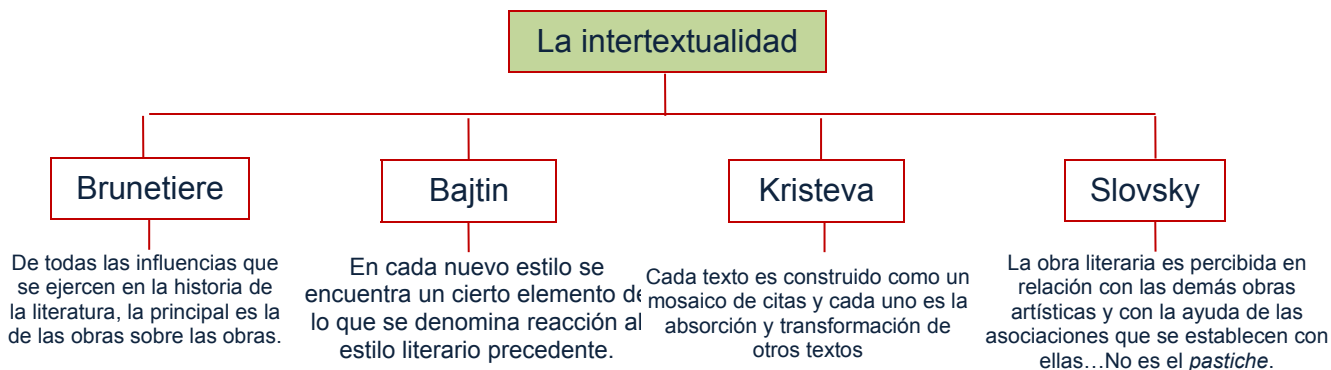 La intertextualidad
Brunetiere
De todas las influencias que
se ejercen en la historia de
la literatura, la principal es la
de las obras sobre las obras.
Bajtin
En cada nuevo estilo se
encuentra un cierto elemento de
lo que se denomina reacción al
estilo literario precedente.
Kristeva
Cada texto es construido como un
mosaico de citas y cada uno es la
absorción y transformación de
otros textos
Slovsky
La obra literaria es percibida en
relación con las demás obras
artísticas y con la ayuda de las
asociaciones que se establecen con
ellas…No es el pastiche.